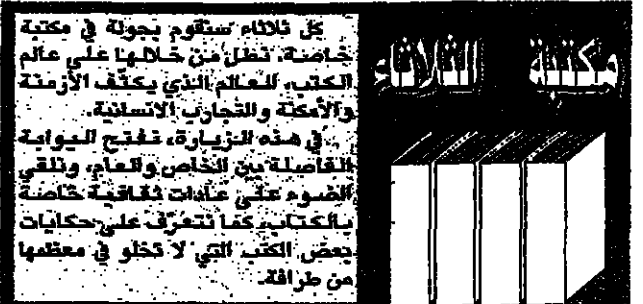 مكتبة الثلاثاء
كل ثلاثاء سنقوم بجولة في مكتبة
خاصة، نطل من خلالها على عالم
الكتب، العالم الذي يكثف الأزمنة
والأمكنة والتجارب الانسانية.
في هذه الزيارة، نفتح البوابة
الفاصلة بين الخاص والعام، ونلقي
الضوء على عادات ثقافية خاصة
بالكتاب، كما نتعرف على حكايات
بعض الكتب التي لا تخلو في معظمها
من طرافة.